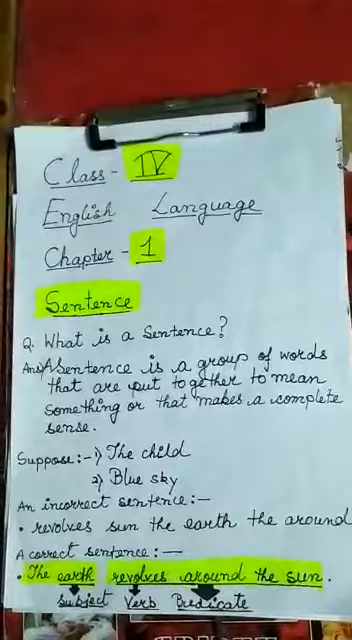 Class - IV
English Language
Chapter - 1
Sentence
Q. What is a Sentence?
Ans) A Sentence is a group of words
that are put together to mean
something or that makes a complete
sense.
Suppose :- 1) The child
2) Blue sky
An incorrect sentence :-
• revolves sun the earth the around
A correct sentence : —
• The earth revolves around the sun.
Subject Verb Predicate